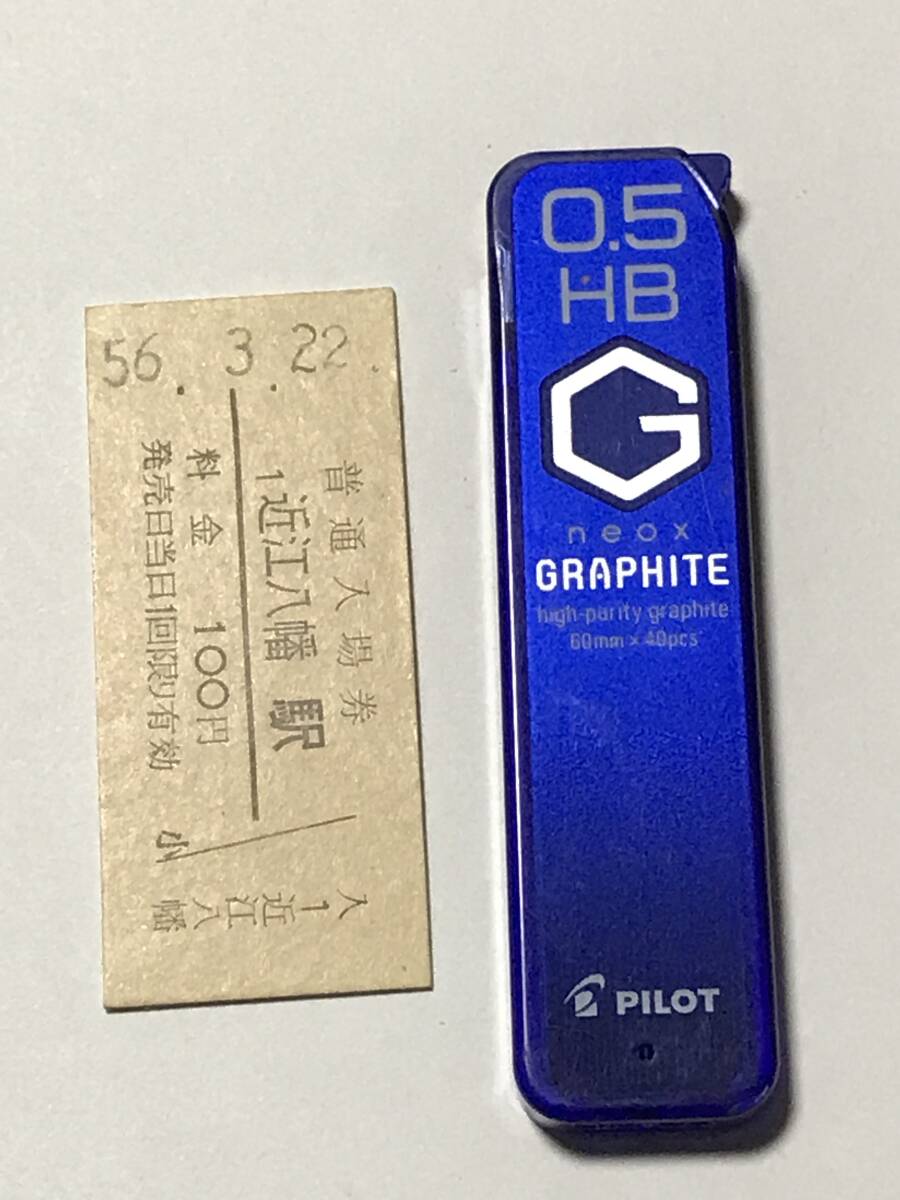 56. 3. 22.
普通入場券
1近江八幡駅
料金 100円
発売日当日1回限り有効
小
入
1
近江八幡
0.5
HB
G
neox
GRAPHITE
high-purity graphite
60mm × 40pcs
PILOT